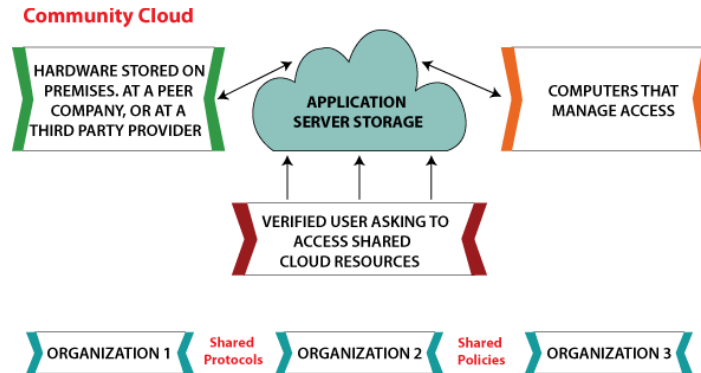 Community Cloud
HARDWARE STORED ON
PREMISES. AT A PEER
COMPANY, OR AT A
THIRD PARTY PROVIDER
APPLICATION
SERVER STORAGE
COMPUTERS THAT
MANAGE ACCESS
VERIFIED USER ASKING TO
ACCESS SHARED
CLOUD RESOURCES
ORGANIZATION 1
Shared
Protocols
ORGANIZATION 2
Shared
Policies
ORGANIZATION 3